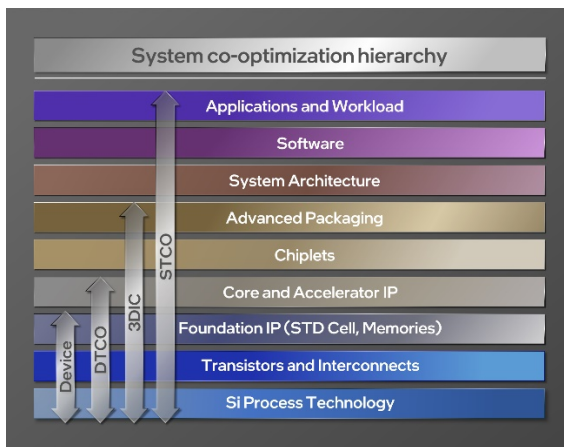 System co-optimization hierarchy
Applications and Workload
Software
System Architecture
Advanced Packaging
Chiplets
Core and Accelerator IP
Foundation IP (STD Cell, Memories)
Transistors and Interconnects
Si Process Technology
Device
DTCO
3DIC
STCO